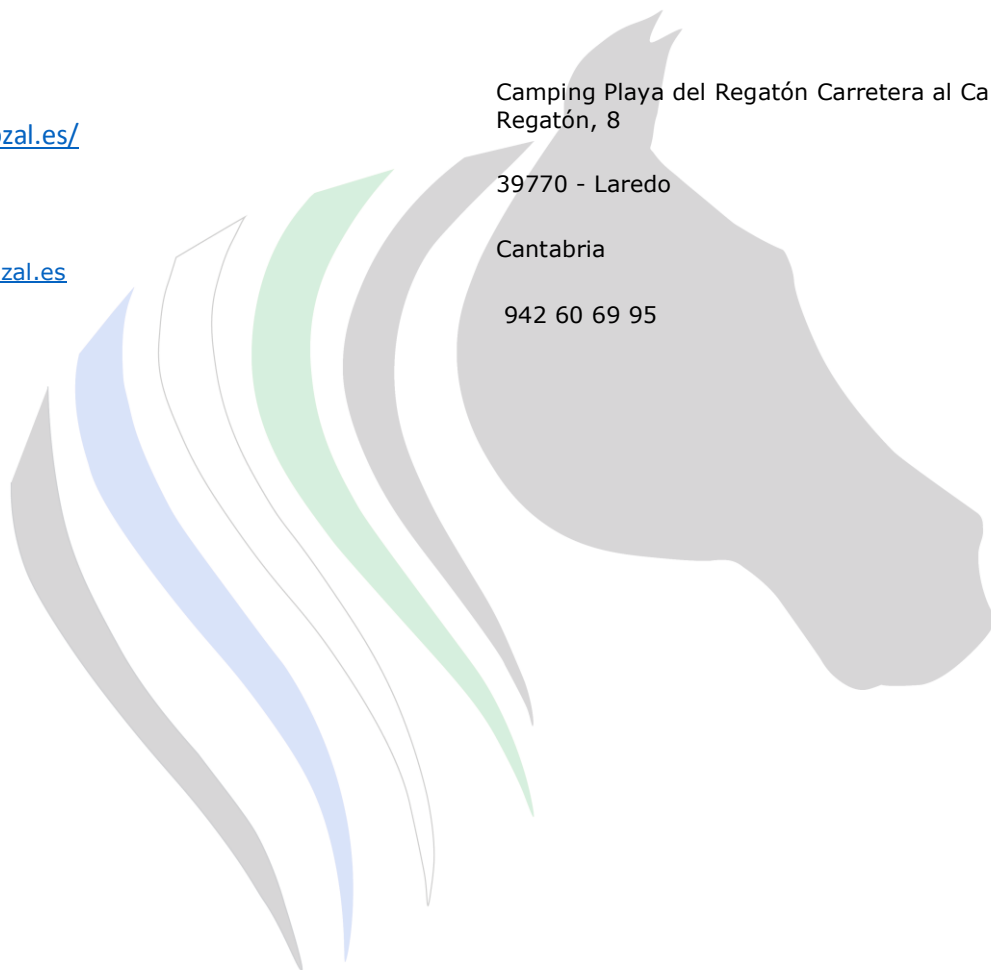 Camping Playa del Regatón Carretera al Ca
Regatón, 8
ozal.es/
39770 - Laredo
Cantabria
zal.es
942 60 69 95